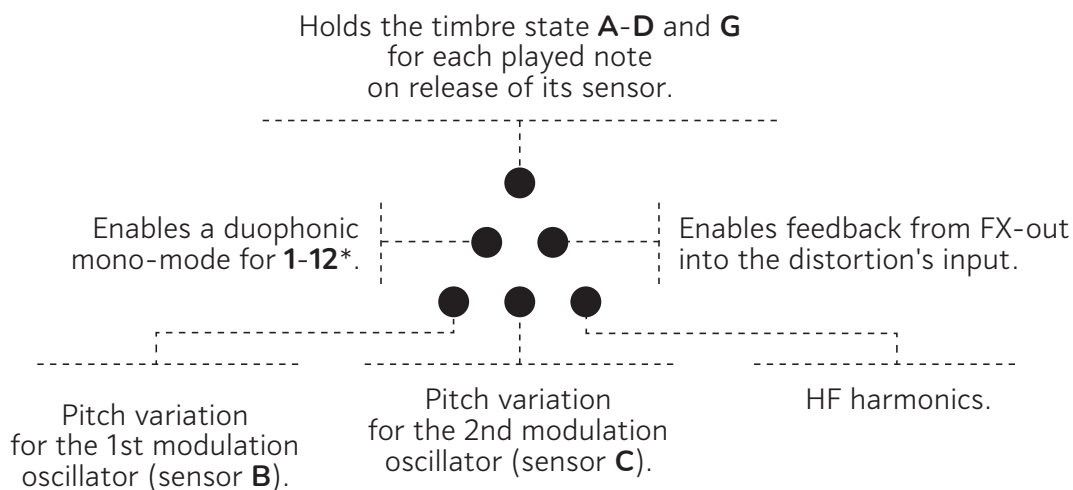 Holds the timbre state A-D and G
for each played note
on release of its sensor.
Enables a duophonic
mono-mode for 1-12*.
Enables feedback from FX-out
into the distortion's input.
Pitch variation
for the 1st modulation
oscillator (sensor B).
Pitch variation
for the 2nd modulation
oscillator (sensor C).
HF harmonics.